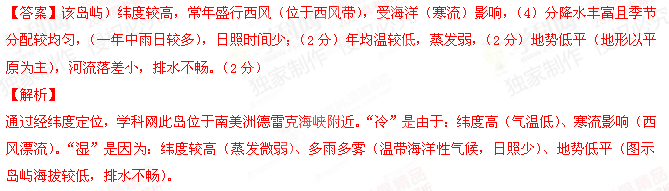 【答案】该岛屿）纬度较高，常年盛行西风（位于西风带），受海洋（寒流）影响，（4）分降水丰富且季节
分配较均匀，（一年中雨日较多），日照时间少；（2分）年均温较低，蒸发弱，（2分）地势低平（地形以平
原为主），河流落差小，排水不畅。（2分）
【解析】
通过经纬度定位，学科网此岛位于南美洲德雷克海峡附近。“冷”是由于：纬度高（气温低）、寒流影响（西
风漂流）。“湿”是因为：纬度较高（蒸发微弱）、多雨多雾（温带海洋性气候，日照少）、地势低平（图示
岛屿海拔较低，排水不畅）。